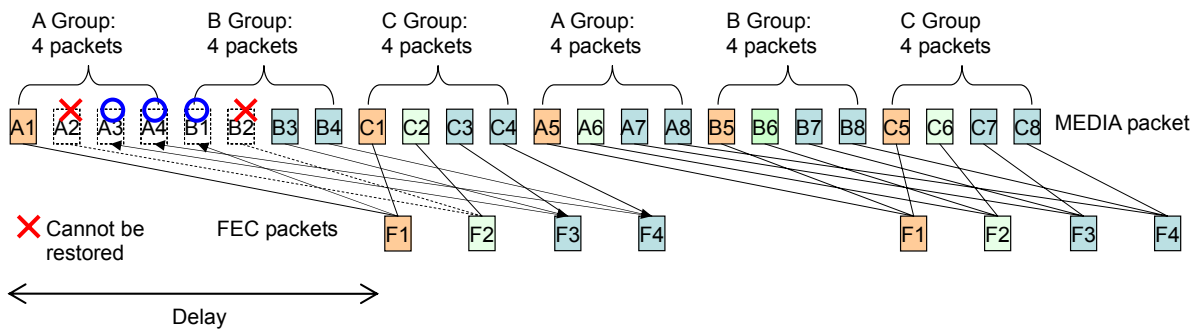 A Group: B Group: C Group: A Group: B Group: C Group
4 packets 4 packets 4 packets 4 packets 4 packets 4 packets
A1 A2 A3 A4 B1 B2 B3 B4 C1 C2 C3 C4 A5 A6 A7 A8 B5 B6 B7 B8 C5 C6 C7 C8 MEDIA packet
Cannot be
restored
FEC packets F1 F2 F3 F4 F1 F2 F3 F4
Delay